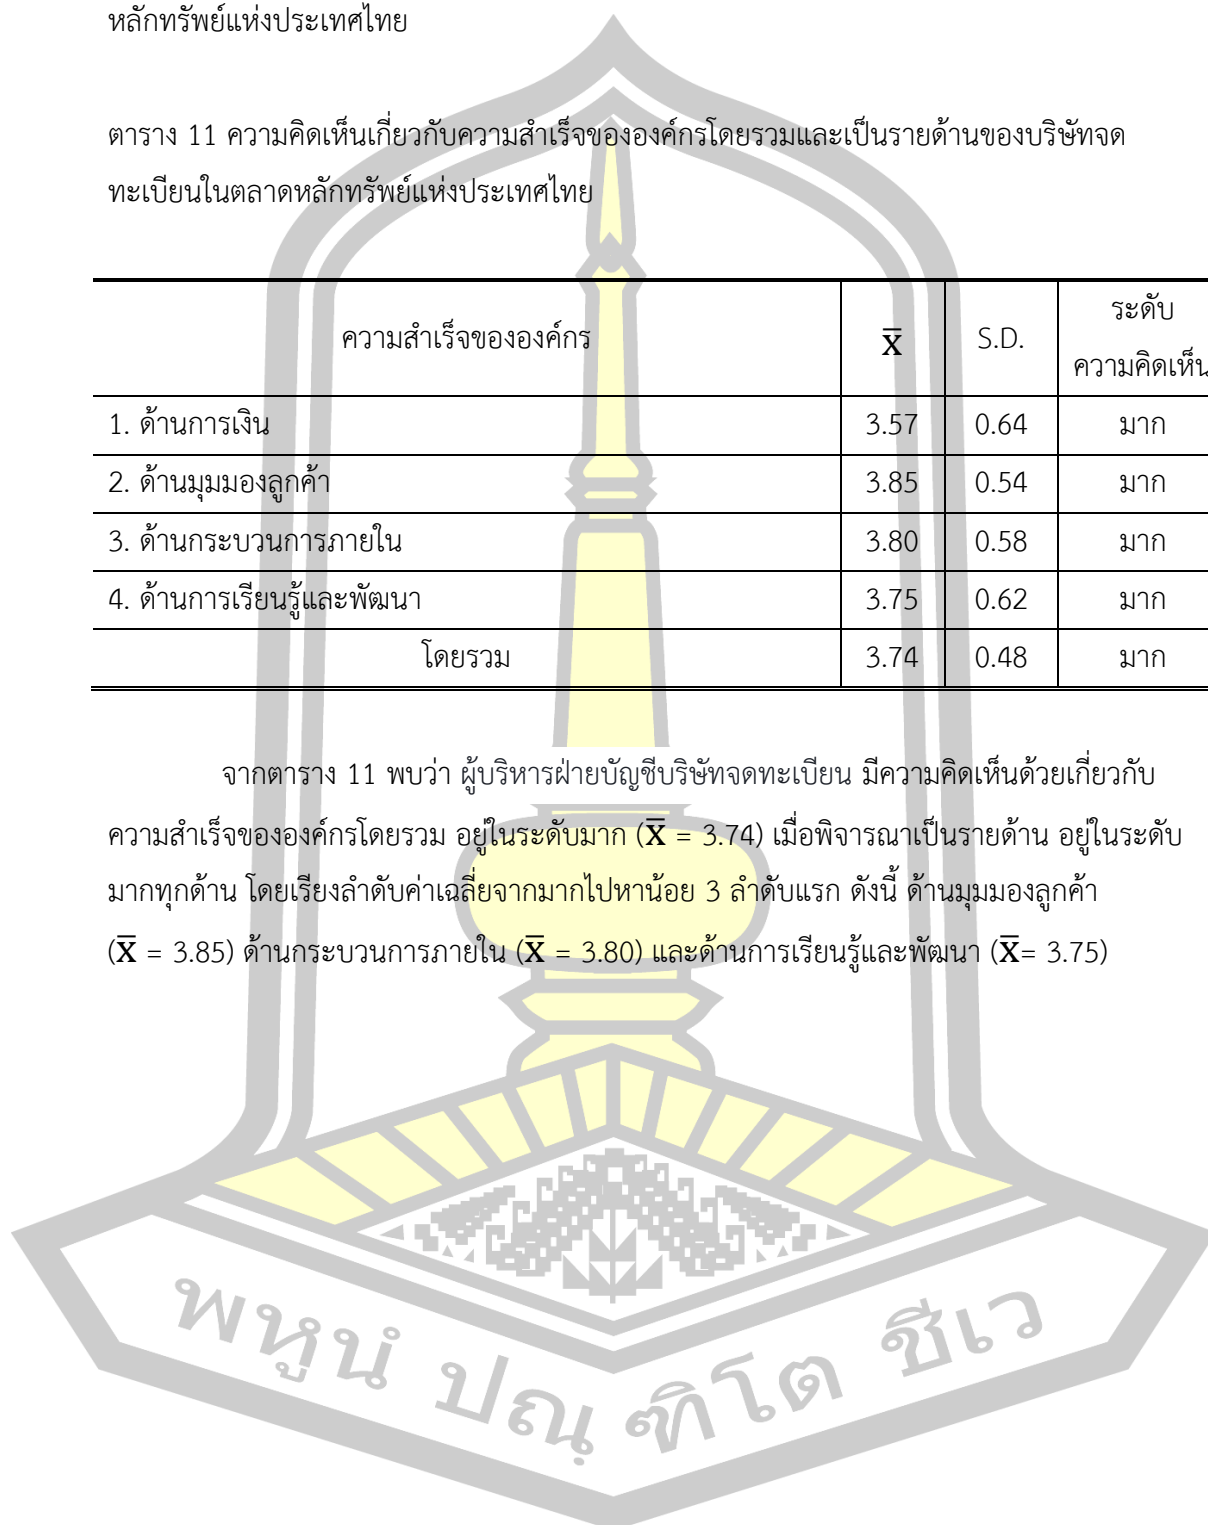 หลักทรัพย์แห่งประเทศไทย
ตาราง 11 ความคิดเห็นเกี่ยวกับความสำเร็จขององค์กรโดยรวมและเป็นรายด้านของบริษัทจด
ทะเบียนในตลาดหลักทรัพย์แห่งประเทศไทย
ความสำเร็จขององค์กร X̅ S.D. ระดับ
ความคิดเห็น
1. ด้านการเงิน 3.57 0.64 มาก
2. ด้านมุมมองลูกค้า 3.85 0.54 มาก
3. ด้านกระบวนการภายใน 3.80 0.58 มาก
4. ด้านการเรียนรู้และพัฒนา 3.75 0.62 มาก
โดยรวม 3.74 0.48 มาก
จากตาราง 11 พบว่า ผู้บริหารฝ่ายบัญชีบริษัทจดทะเบียน มีความคิดเห็นด้วยเกี่ยวกับ
ความสำเร็จขององค์กรโดยรวม อยู่ในระดับมาก (X̅ = 3.74) เมื่อพิจารณาเป็นรายด้าน อยู่ในระดับ
มากทุกด้าน โดยเรียงลำดับค่าเฉลี่ยจากมากไปหาน้อย 3 ลำดับแรก ดังนี้ ด้านมุมมองลูกค้า
(X̅ = 3.85) ด้านกระบวนการภายใน (X̅ = 3.80) และด้านการเรียนรู้และพัฒนา (X̅= 3.75)
พหูนํ ปณฺฑิโต ชีเว